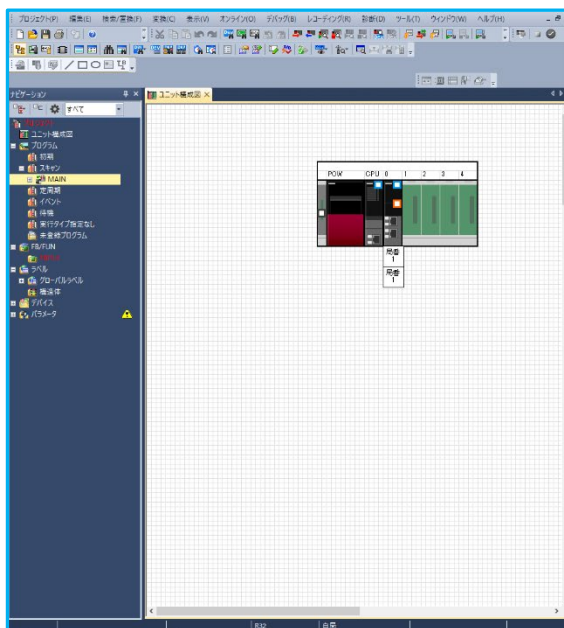 プロジェクト(P) 編集(E) 検索/置換(F) 変換(C) 表示(V) オンライン(O) デバッグ(B) レコーディング(R) 診断(D) ツール(T) ウィンドウ(W) ヘルプ(H)
ナビゲーション
ユニット構成図
すべて
ユニット構成図
プログラム
初期
スキャン
MAIN
定周期
イベント
待機
実行タイプ指定なし
未登録プログラム
FB/FUN
ラベル
グローバルラベル
構造体
デバイス
パラメータ
POW CPU 0 1 2 3 4
局番
1
局番
1
R32 自局